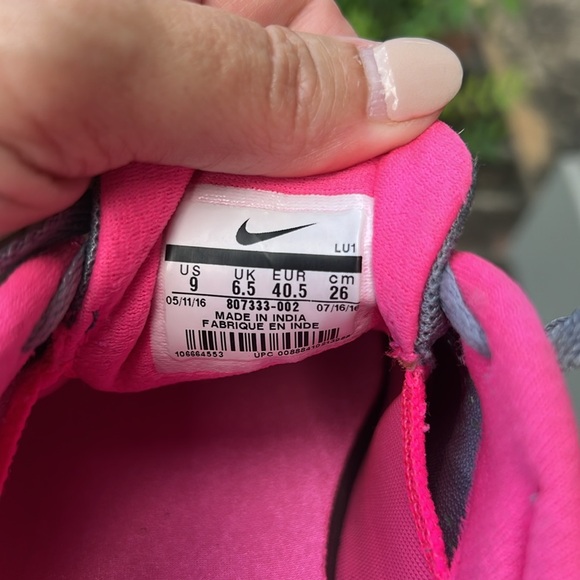 LU1
US UK EUR cm
9 6.5 40.5 26
05/11/16 807333-002 07/16/16
MADE IN INDIA
FABRIQUE EN INDE
106664553 UPC